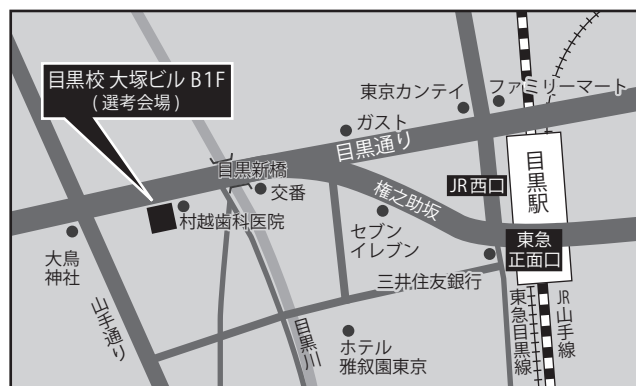 目黒校 大塚ビル B1F
( 選考会場 )
東京カンテイ
ファミリーマート
ガスト
目黒通り
目黒新橋
交番
村越歯科医院
権之助坂
JR西口
目黒駅
セブン
イレブン
東急
正面口
大鳥
神社
三井住友銀行
山手通り
目黒川
ホテル
雅叙園東京
東急目黒線
JR山手線